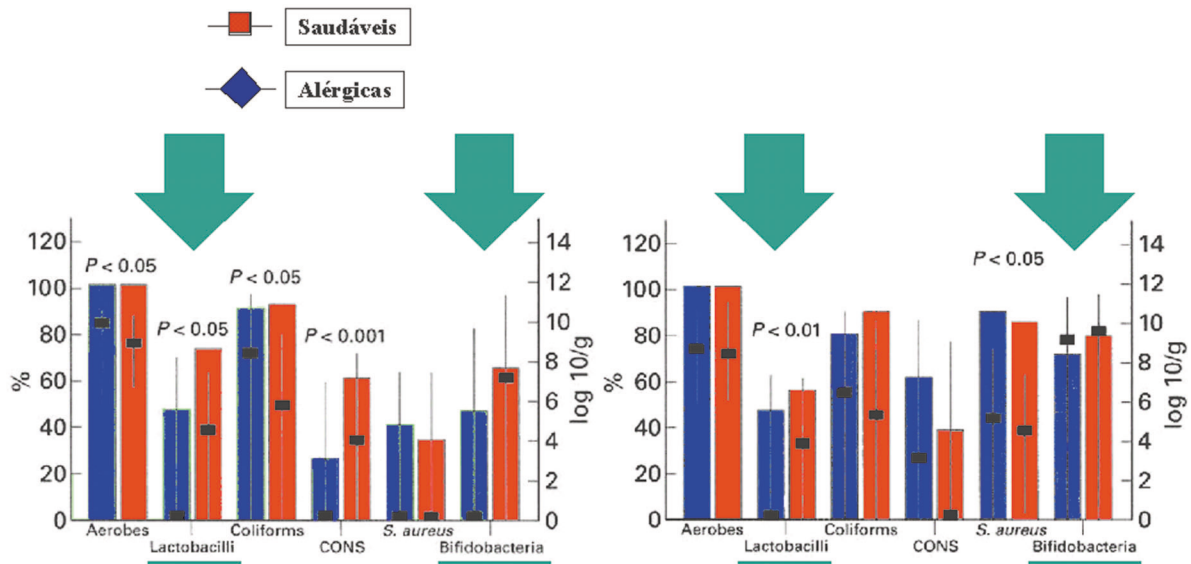 Saudáveis
Alérgicas
120
100
80
60
40
20
0
%
P < 0.05
P < 0.05
P < 0.05
P < 0.001
14
12
10
8
6
4
2
0
log 10/g
Aerobes
Lactobacilli
Coliforms
CONS
S. aureus
Bifidobacteria
120
100
80
60
40
20
0
%
P < 0.01
P < 0.05
14
12
10
8
6
4
2
0
log 10/g
Aerobes
Lactobacilli
Coliforms
CONS
S. aureus
Bifidobacteria